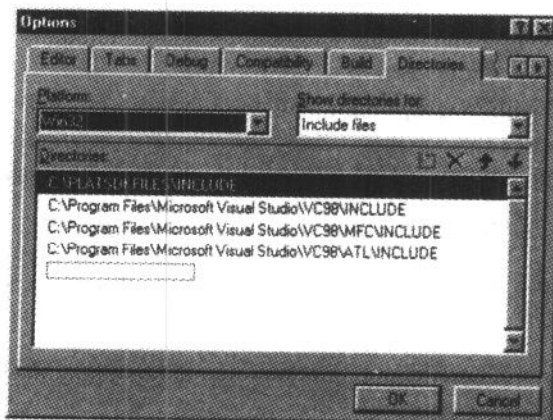 Options
Editor Tabs Debug Compatibility Build Directories
Platform: Show directories for:
Win32 Include files
Directories:
C:\PLATSDKFILES\INCLUDE
C:\Program Files\Microsoft Visual Studio\VC98\INCLUDE
C:\Program Files\Microsoft Visual Studio\VC98\MFC\INCLUDE
C:\Program Files\Microsoft Visual Studio\VC98\ATL\INCLUDE
OK Cancel